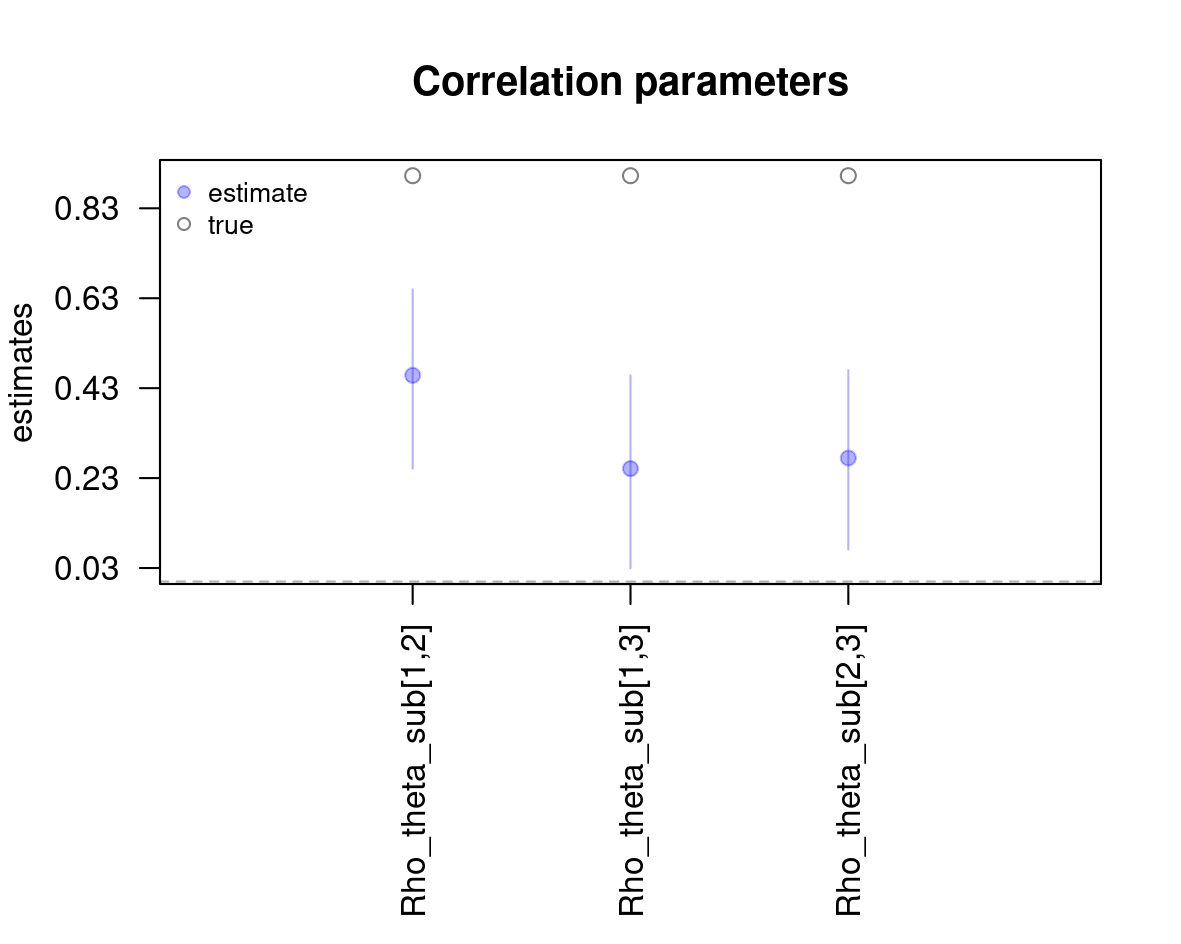 Correlation parameters
estimate
true
0.83
0.63
0.43
0.23
0.03
estimates
Rho_theta_sub[1,2]
Rho_theta_sub[1,3]
Rho_theta_sub[2,3]